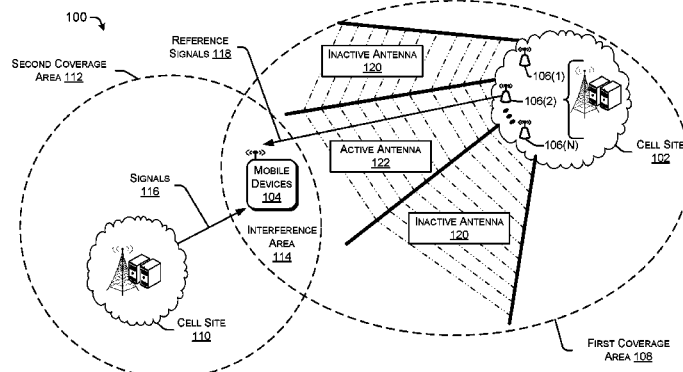 100
REFERENCE
SIGNALS 118
SECOND COVERAGE
AREA 112
INACTIVE ANTENNA
120
106(1)
106(2)
106(N)
CELL SITE
102
ACTIVE ANTENNA
122
MOBILE
DEVICES
104
SIGNALS
116
INACTIVE ANTENNA
120
INTERFERENCE
AREA
114
CELL SITE
110
FIRST COVERAGE
AREA 108